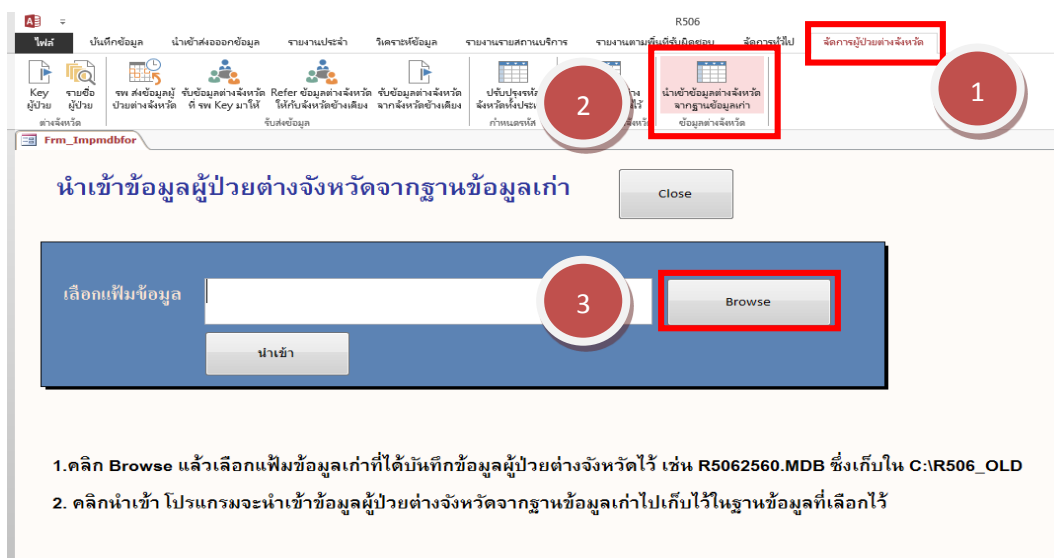 R506
ไฟล์ บันทึกข้อมูล นำเข้าส่งออกข้อมูล รายงานประจำ วิเคราะห์ข้อมูล รายงานรายสถานบริการ รายงานตามพื้นที่รับผิดชอบ จัดการทั่วไป จัดการผู้ป่วยต่างจังหวัด
1
Key รายชื่อ รพ ส่งข้อมูลผู้ รับข้อมูลต่างจังหวัด Refer ข้อมูลต่างจังหวัด รับข้อมูลต่างจังหวัด ปรับปรุงรหัส นำเข้าข้อมูลต่างจังหวัด
ผู้ป่วย ผู้ป่วย ป่วยต่างจังหวัด ที่ รพ Key มาให้ ให้กับจังหวัดข้างเคียง จากจังหวัดข้างเคียง จากฐานข้อมูลเก่า
2
ต่างจังหวัด รับส่งข้อมูล กำหนดรหัส ข้อมูลต่างจังหวัด
Frm_Impmdbfor
นำเข้าข้อมูลผู้ป่วยต่างจังหวัดจากฐานข้อมูลเก่า
Close
เลือกแฟ้มข้อมูล
3
Browse
นำเข้า
1.คลิก Browse แล้วเลือกแฟ้มข้อมูลเก่าที่ได้บันทึกข้อมูลผู้ป่วยต่างจังหวัดไว้ เช่น R5062560.MDB ซึ่งเก็บใน C:\R506_OLD
2. คลิกนำเข้า โปรแกรมจะนำเข้าข้อมูลผู้ป่วยต่างจังหวัดจากฐานข้อมูลเก่าไปเก็บไว้ในฐานข้อมูลที่เลือกไว้